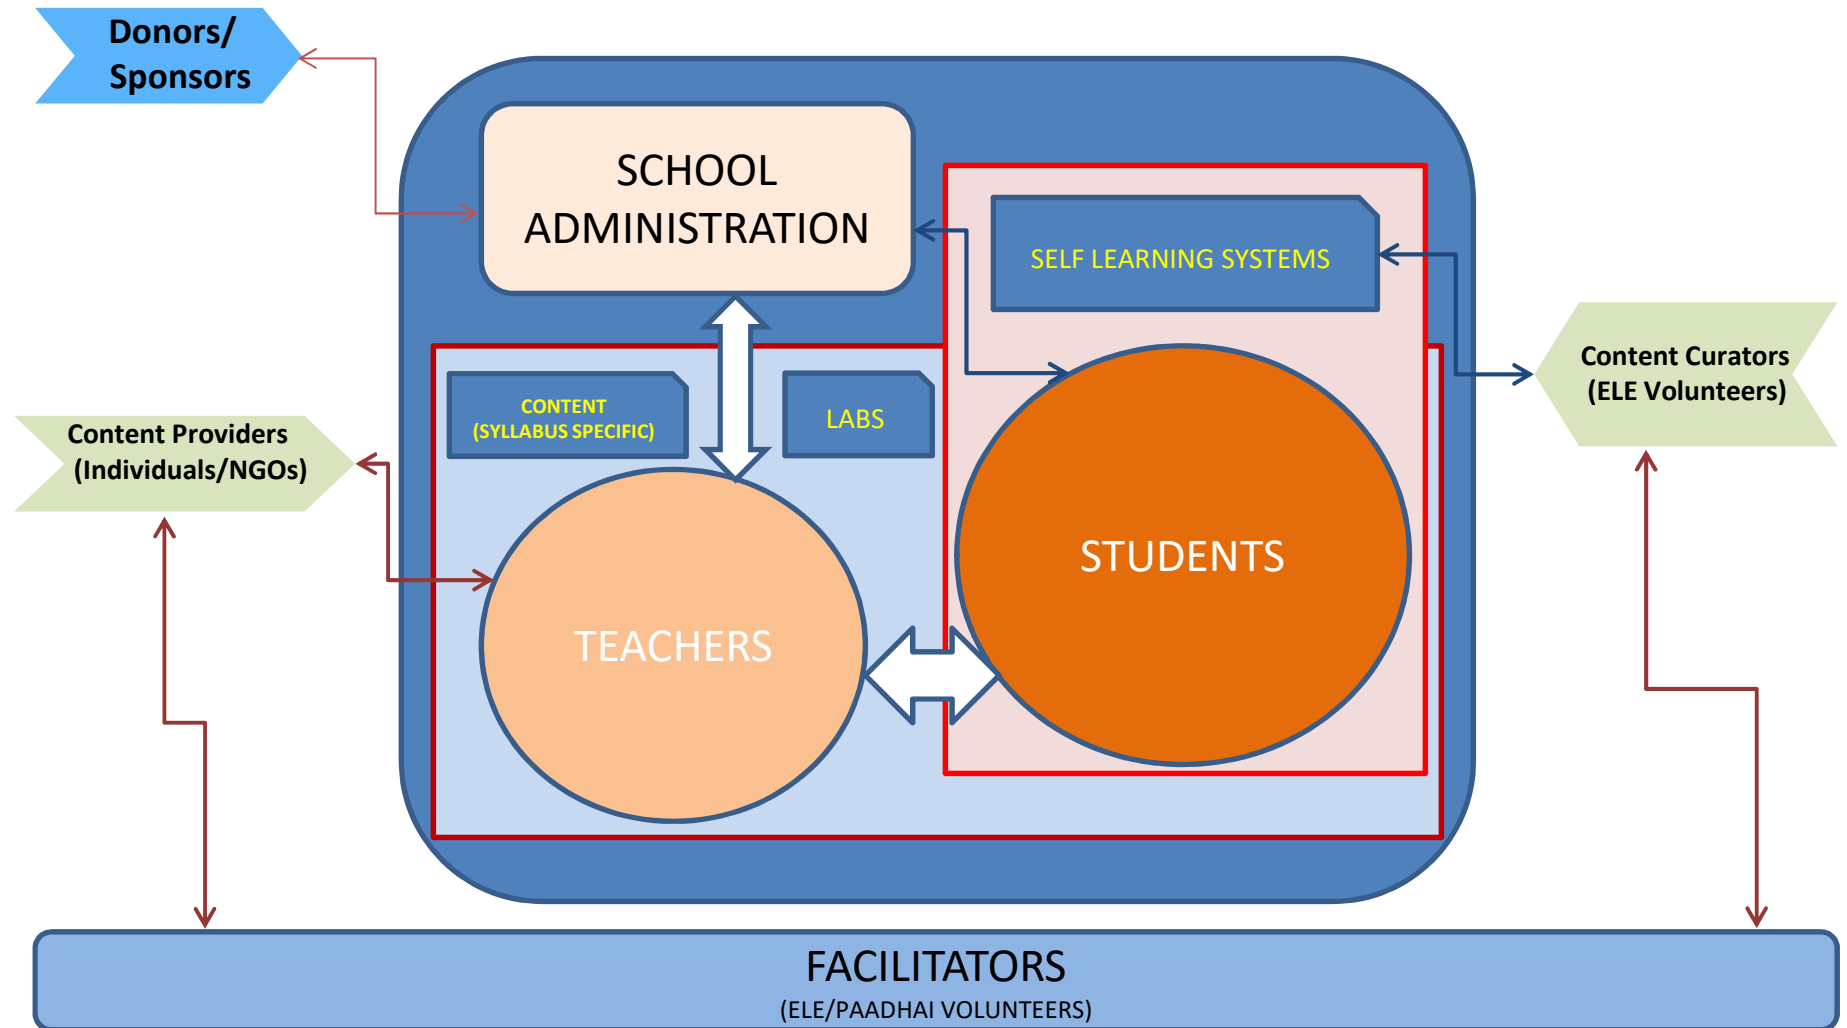 Donors/
Sponsors
SCHOOL
ADMINISTRATION
SELF LEARNING SYSTEMS
CONTENT
(SYLLABUS SPECIFIC)
LABS
Content Curators
(ELE Volunteers)
Content Providers
(Individuals/NGOs)
STUDENTS
TEACHERS
FACILITATORS
(ELE/PAADHAI VOLUNTEERS)